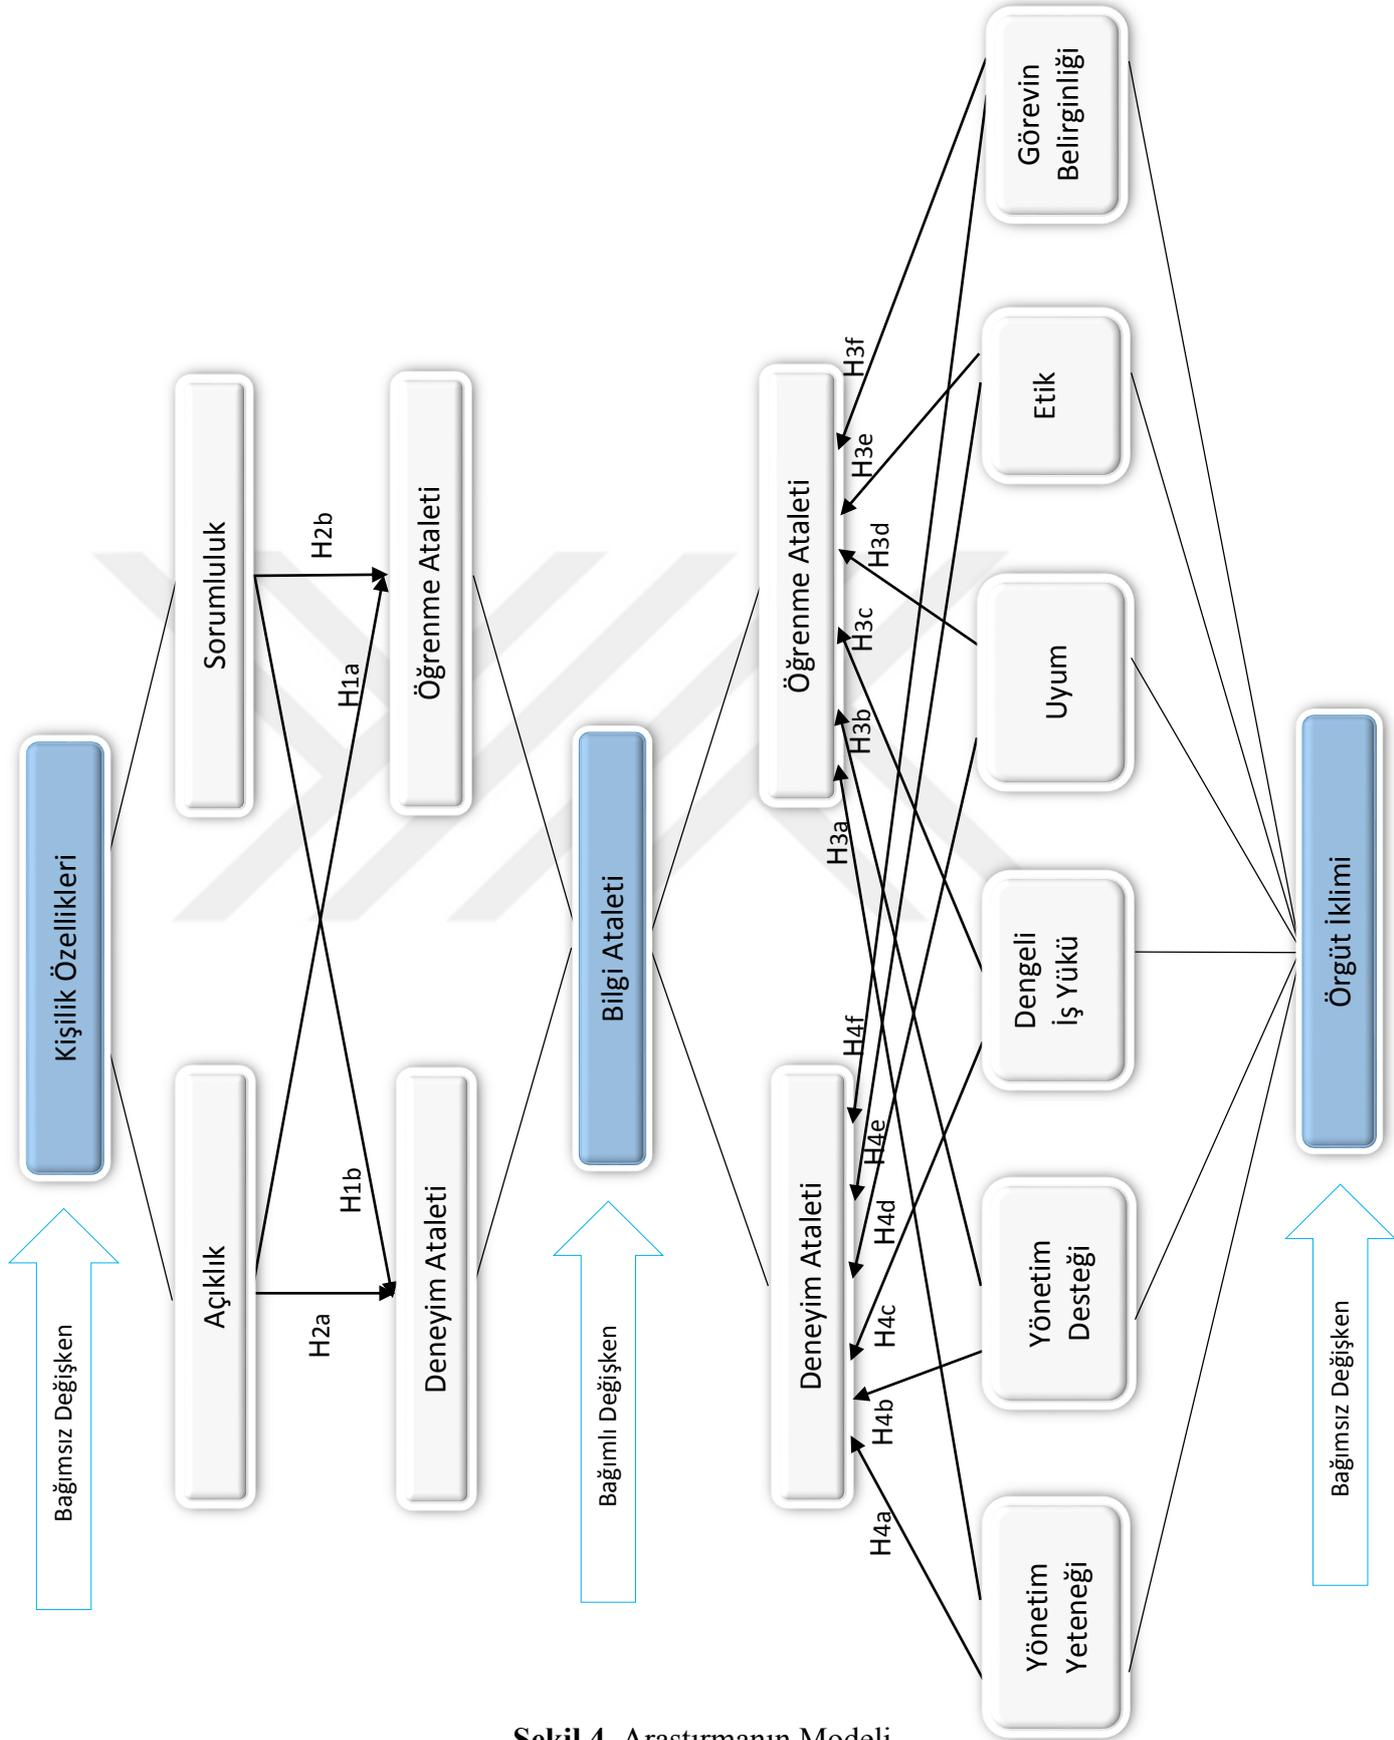 Bağımsız Değişken
Kişilik Özellikleri
Açıklık
Sorumluluk
H2a
H1b
H1a
H2b
Deneyim Ataleti
Öğrenme Ataleti
Bağımlı Değişken
Bilgi Ataleti
Deneyim Ataleti
Öğrenme Ataleti
H4a
H4b
H4c
H4d
H4e
H4f
H3a
H3b
H3c
H3d
H3e
H3f
Yönetim
Yeteneği
Yönetim
Desteği
Dengeli
İş Yükü
Uyum
Etik
Görevin
Belirginliği
Bağımsız Değişken
Örgüt İklimi
Şekil 4. Araştırmanın Modeli